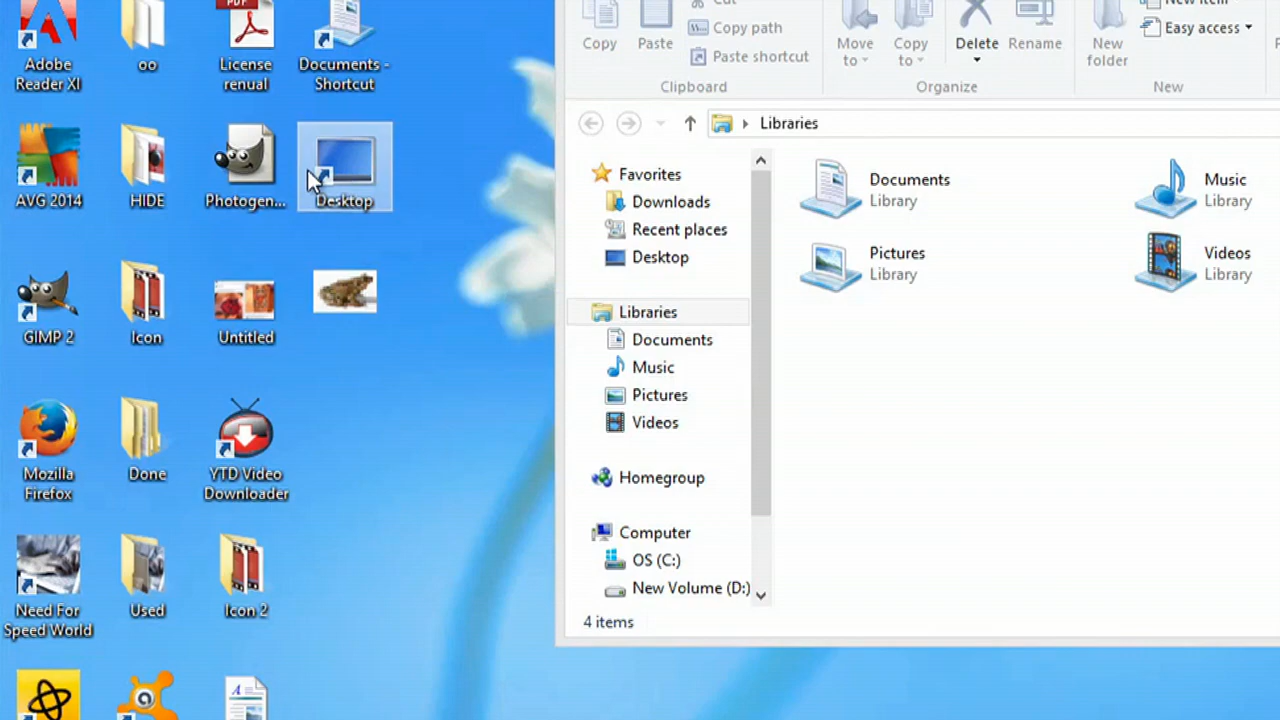 Adobe
Reader XI
oo
PDF
License
renual
Documents -
Shortcut
AVG 2014
HIDE
Photogen...
Desktop
GIMP 2
Icon
Untitled
Mozilla
Firefox
Done
YTD Video
Downloader
Need For
Speed World
Used
Icon 2
Cut
Copy
Paste
Copy path
Paste shortcut
Clipboard
Move
to
Copy
to
Delete
Rename
Organize
New
folder
New item
Easy access
New
Libraries
Favorites
Downloads
Recent places
Desktop
Libraries
Documents
Music
Pictures
Videos
Homegroup
Computer
OS (C:)
New Volume (D:)
Documents
Library
Music
Library
Pictures
Library
Videos
Library
4 items